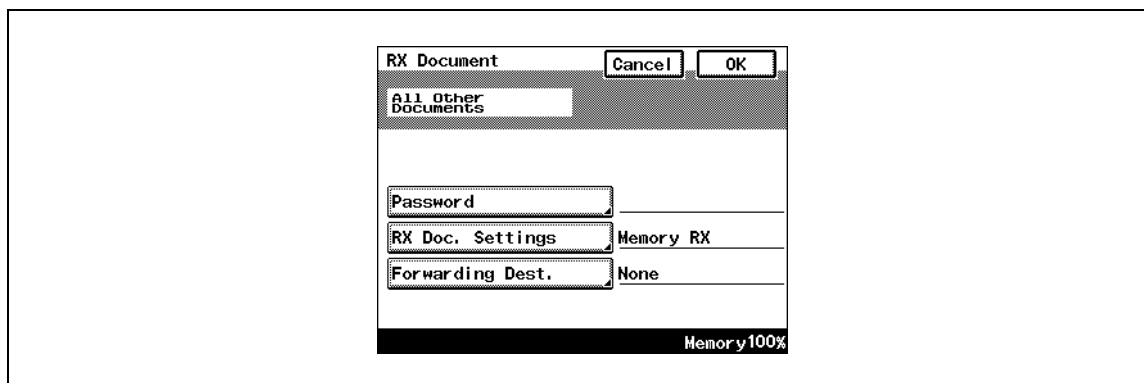 RX Document Cancel OK
All Other
Documents
Password
RX Doc. Settings Memory RX
Forwarding Dest. None
Memory100%